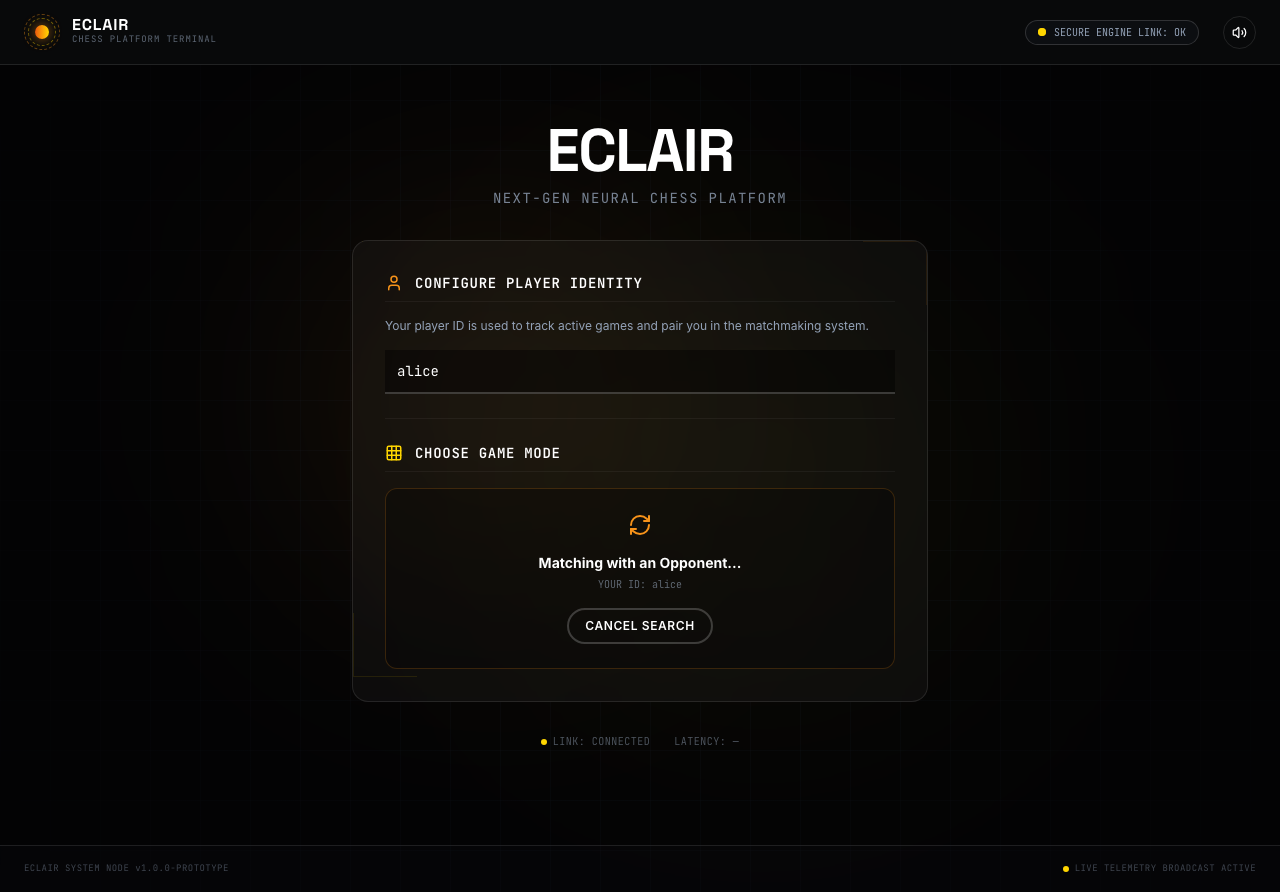 ECLAIR
CHESS PLATFORM TERMINAL
SECURE ENGINE LINK: OK
ECLAIR
NEXT-GEN NEURAL CHESS PLATFORM
CONFIGURE PLAYER IDENTITY
Your player ID is used to track active games and pair you in the matchmaking system.
alice
CHOOSE GAME MODE
Matching with an Opponent...
YOUR ID: alice
CANCEL SEARCH
LINK: CONNECTED LATENCY: —
ECLAIR SYSTEM NODE v1.0.0-PROTOTYPE
LIVE TELEMETRY BROADCAST ACTIVE